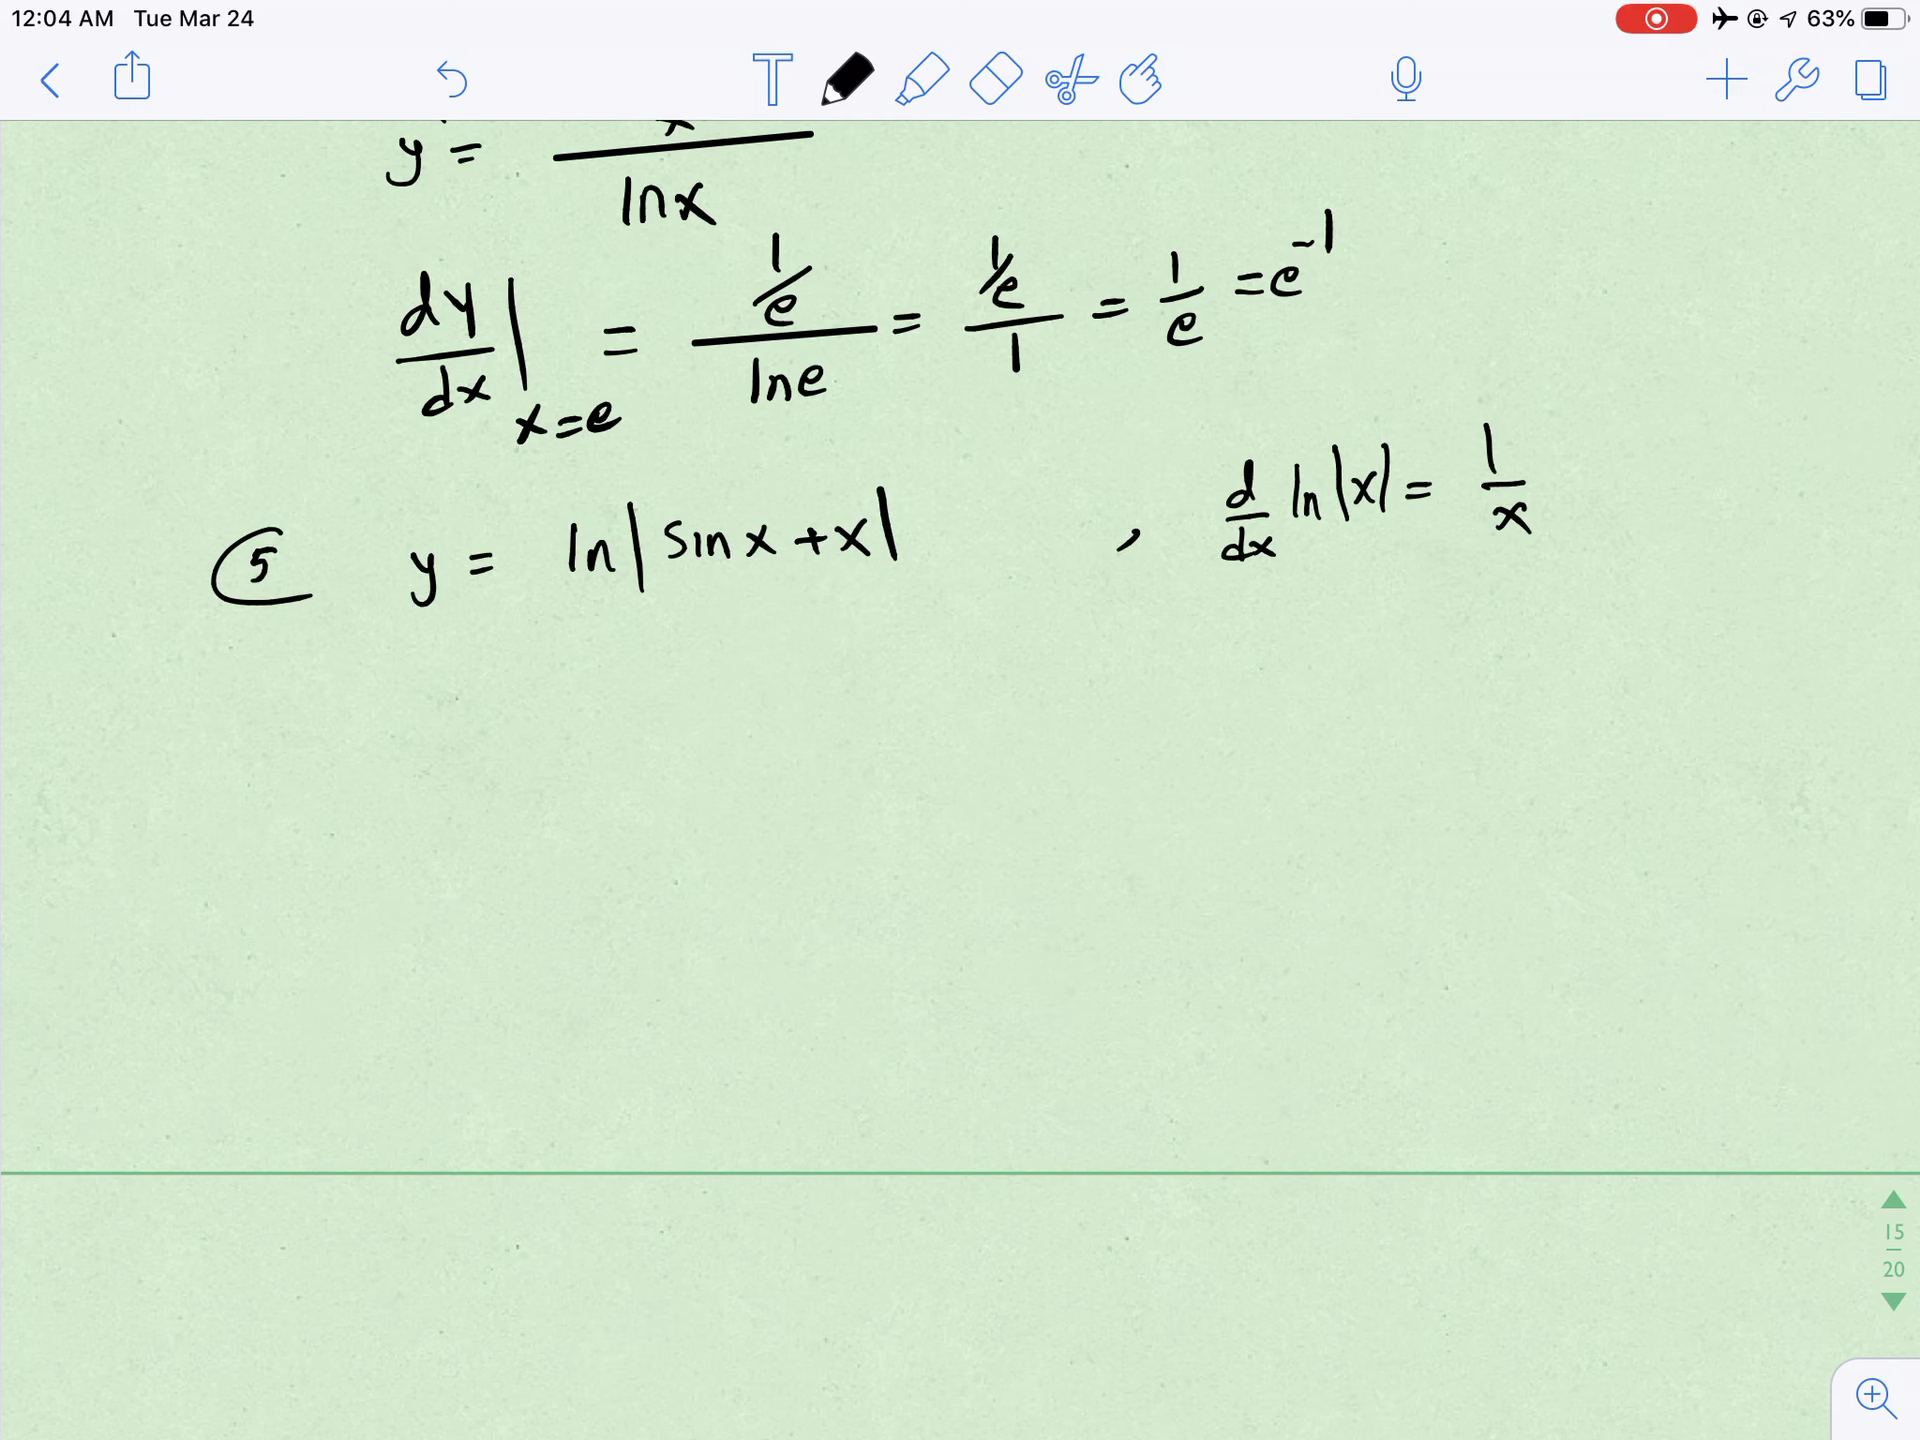 12:04 AM Tue Mar 24 63%
T
y = / ln x
dy/dx | x=e = (1/e)/(ln e) = (1/e)/1 = 1/e = e^-1
⑤ y = ln|sin x + x| , d/dx ln|x| = 1/x
15
20